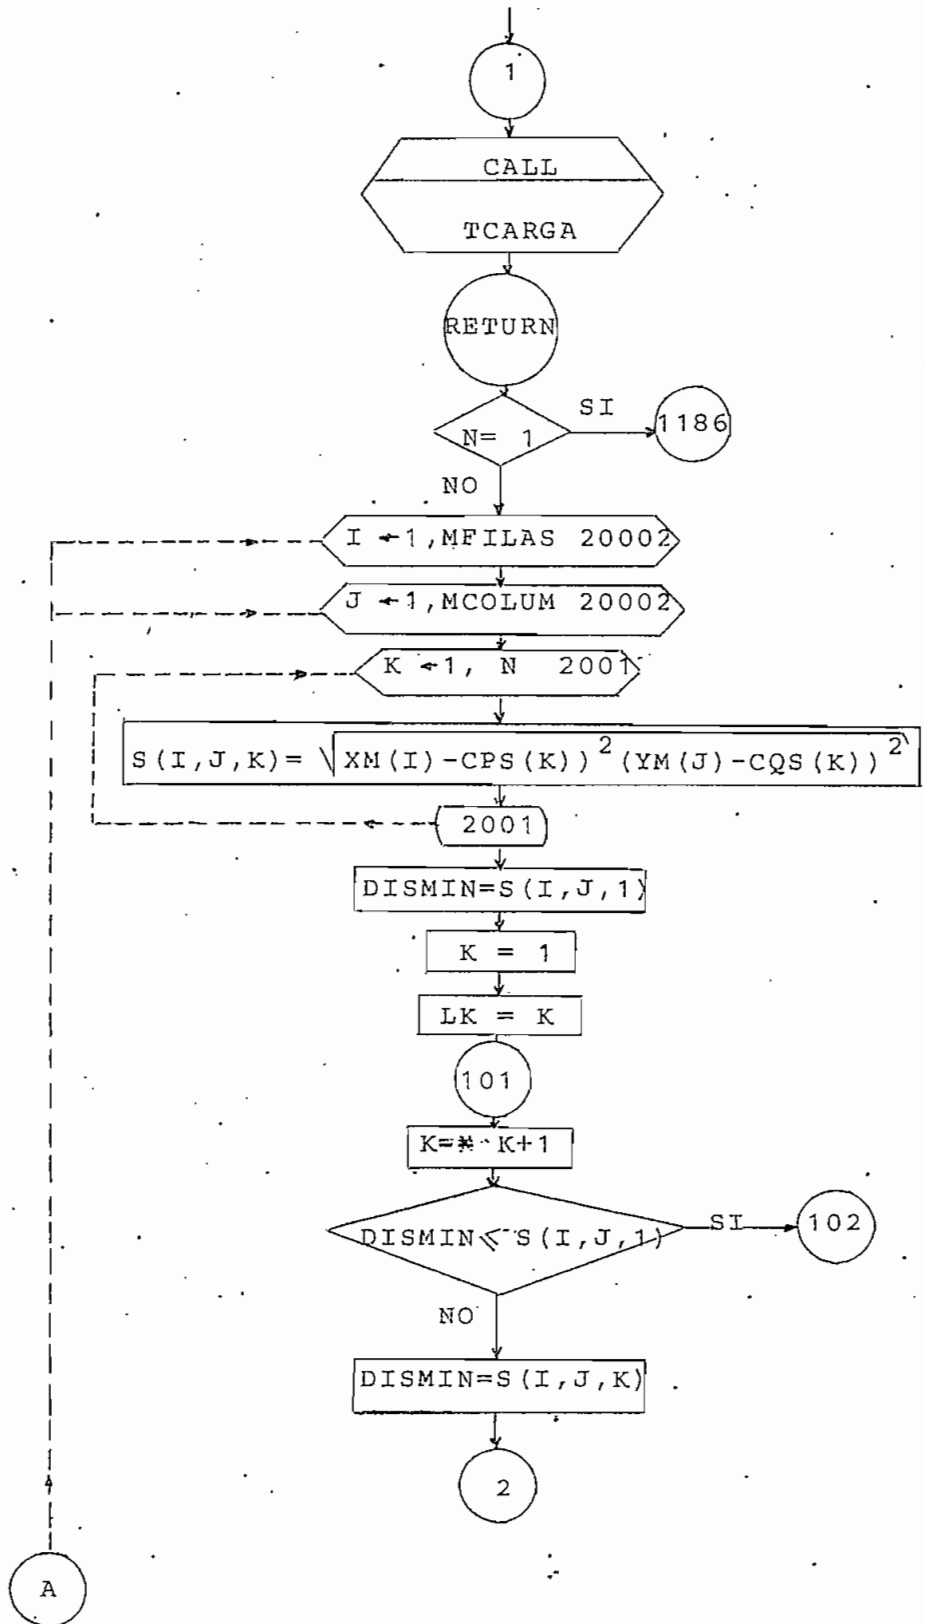 1
CALL
TCARGA
RETURN
N= 1
SI
1186
NO
I ←1,MFILAS 20002
J ←1,MCOLUM 20002
K ←1, N 2001
S(I,J,K)= √XM(I)-CPS(K))² (YM(J)-CQS(K))²
2001
DISMIN=S(I,J,1)
K = 1
LK = K
101
K= K+1
DISMIN≤ S(I,J,1)
SI
102
NO
DISMIN=S(I,J,K)
2
A